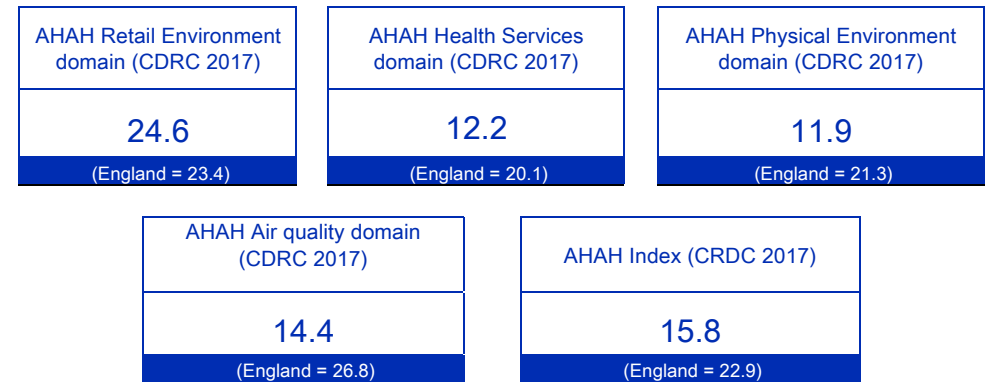 AHAH Retail Environment
domain (CDRC 2017)
24.6
(England = 23.4)
AHAH Health Services
domain (CDRC 2017)
12.2
(England = 20.1)
AHAH Physical Environment
domain (CDRC 2017)
11.9
(England = 21.3)
AHAH Air quality domain
(CDRC 2017)
14.4
(England = 26.8)
AHAH Index (CRDC 2017)
15.8
(England = 22.9)